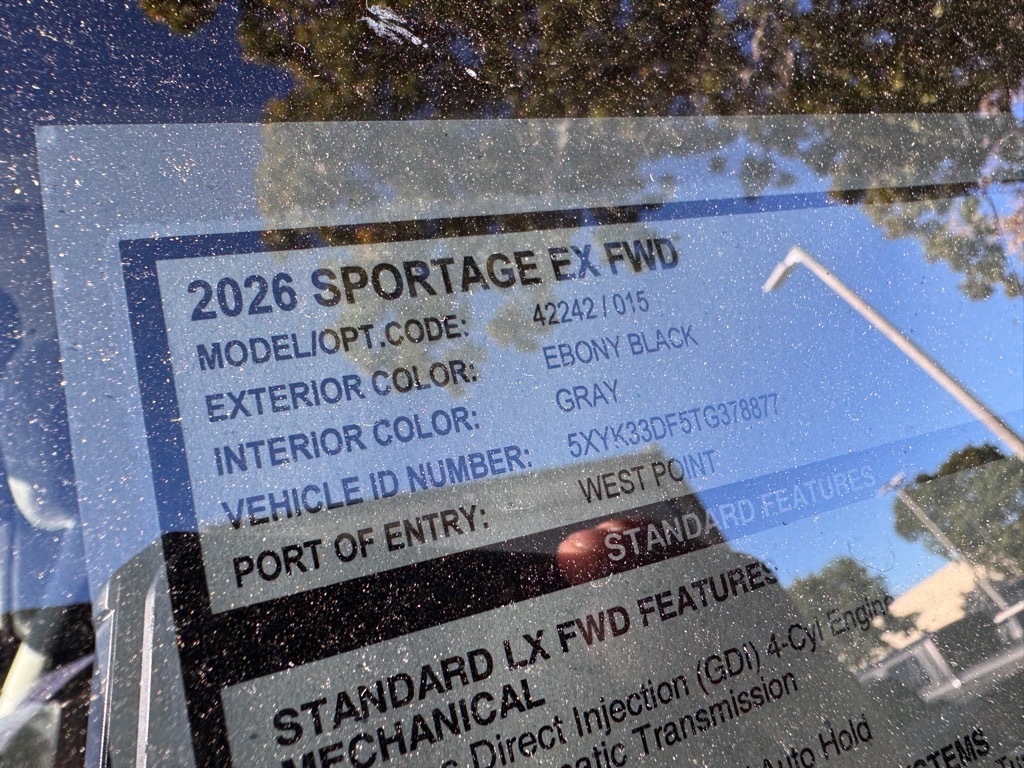 2026 SPORTAGE EX FWD
MODEL/OPT.CODE: 42242 / 015
EXTERIOR COLOR: EBONY BLACK
INTERIOR COLOR: GRAY
VEHICLE ID NUMBER: 5XYK33DF5TG378877
PORT OF ENTRY: WEST POINT
STANDARD FEATURES
STANDARD LX FWD FEATURES
MECHANICAL
Direct Injection (GDI) 4-Cyl Engine
Transmission
Auto Hold